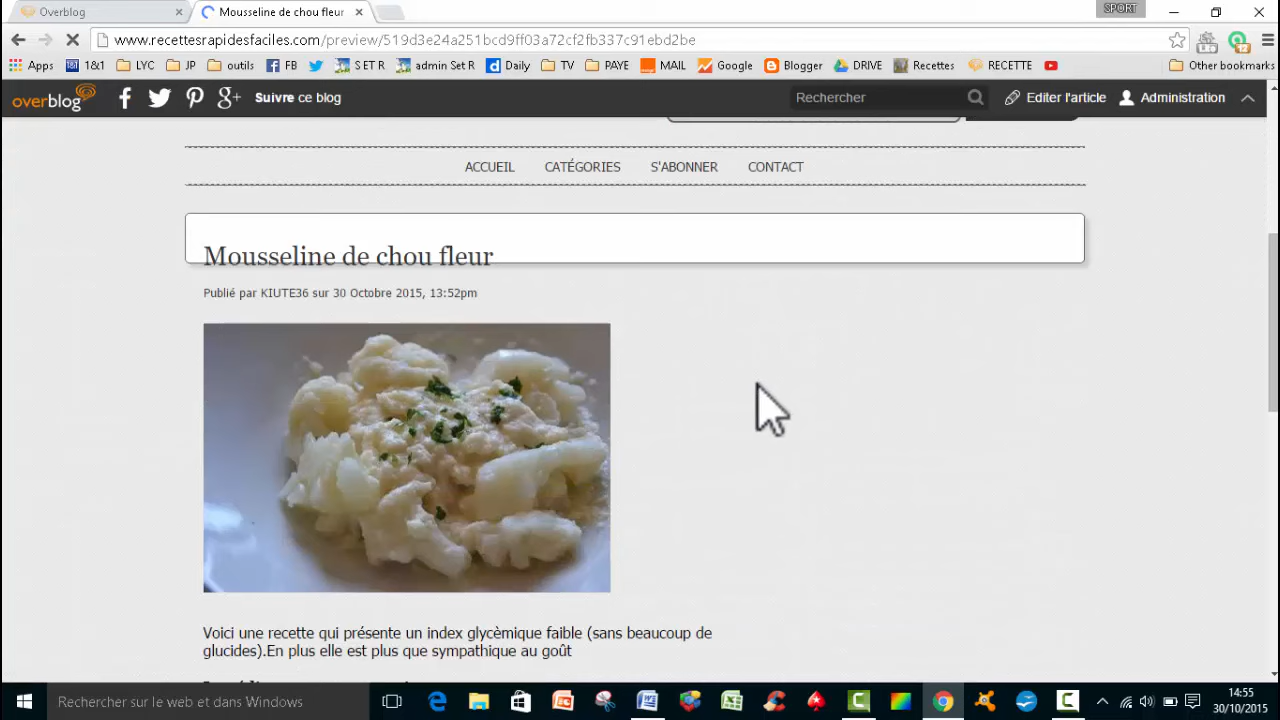 SPORT
Overblog
Mousseline de chou fleur
www.recettesrapidesfaciles.com/preview/519d3e24a251bcd9ff03a72cf2fb337c91ebd2be
Apps 1&1 LYC JP outils FB S ET R admin Set R Daily TV PAYE MAIL Google Blogger DRIVE Recettes RECETTE Other bookmarks
overblog Suivre ce blog Rechercher Editer l'article Administration
ACCUEIL CATÉGORIES S'ABONNER CONTACT
Mousseline de chou fleur
Publié par KIUTE36 sur 30 Octobre 2015, 13:52pm
Voici une recette qui présente un index glycèmique faible (sans beaucoup de
glucides).En plus elle est plus que sympathique au goût
Rechercher sur le web et dans Windows
14:55
30/10/2015